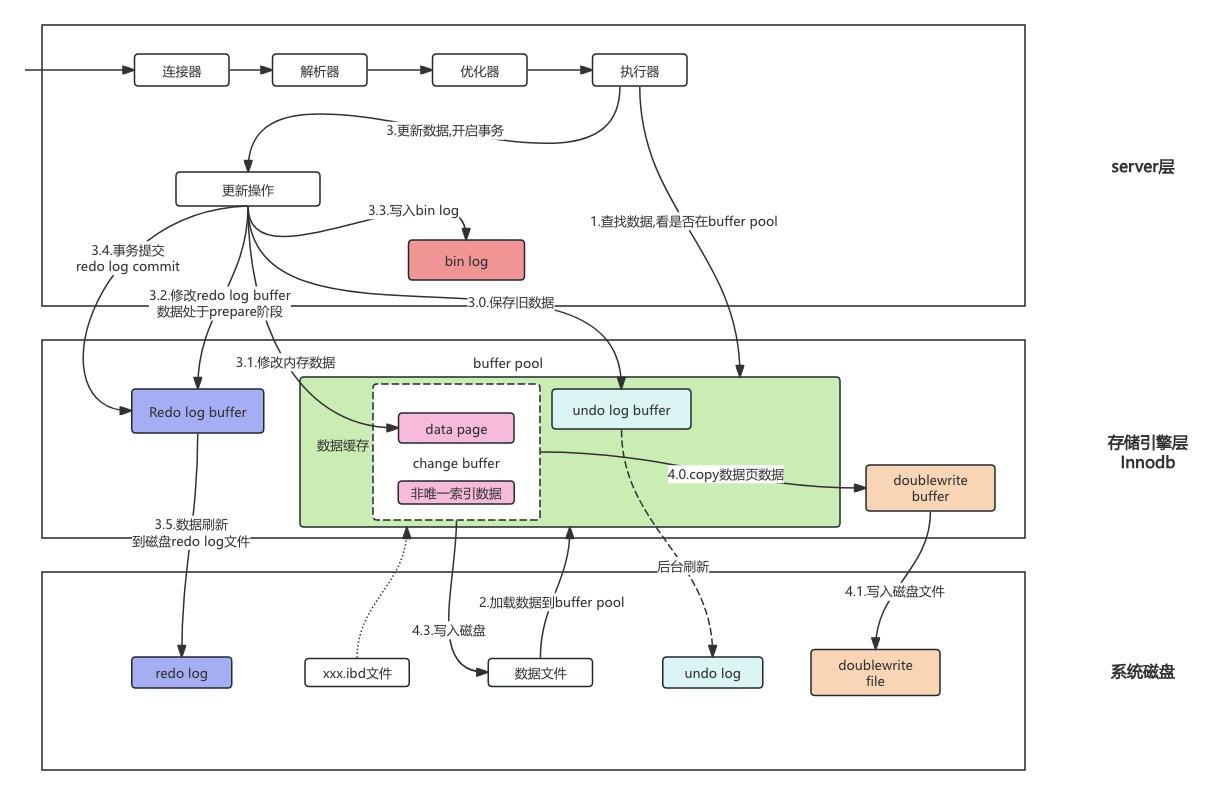 连接器
解析器
优化器
执行器
3.更新数据,开启事务
server层
更新操作
3.3.写入bin log
1.查找数据,看是否在buffer pool
3.4.事务提交
redo log commit
bin log
3.2.修改redo log buffer
数据处于prepare阶段
3.0.保存旧数据
3.1.修改内存数据
buffer pool
Redo log buffer
undo log buffer
data page
数据缓存
change buffer
非唯一索引数据
4.0.copy数据页数据
doublewrite
buffer
存储引擎层
Innodb
3.5.数据刷新
到磁盘redo log文件
后台刷新
4.1.写入磁盘文件
2.加载数据到buffer pool
4.3.写入磁盘
redo log
xxx.ibd文件
数据文件
undo log
doublewrite
file
系统磁盘